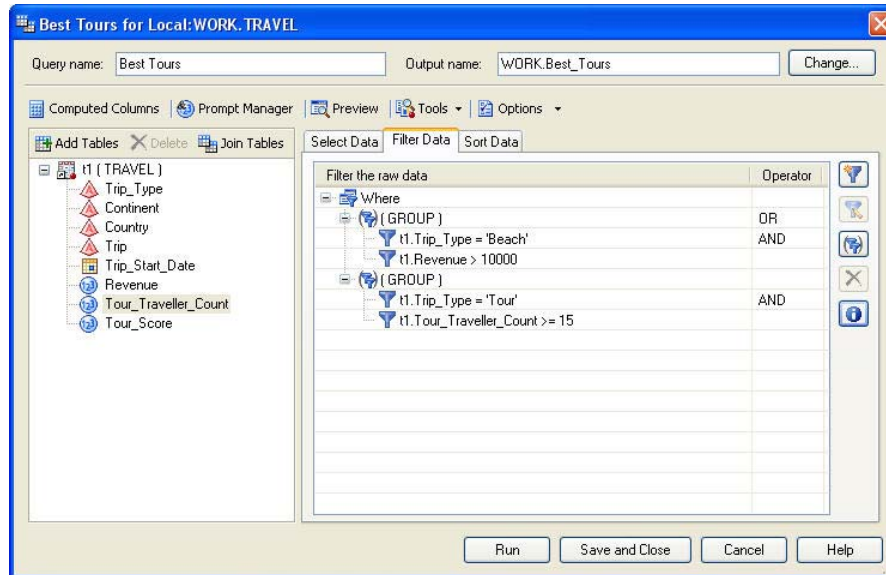 Best Tours for Local:WORK.TRAVEL
Query name: Best Tours Output name: WORK.Best_Tours Change...
Computed Columns Prompt Manager Preview Tools Options
Add Tables Delete Join Tables
Select Data Filter Data Sort Data
t1 ( TRAVEL )
Trip_Type
Continent
Country
Trip
Trip_Start_Date
Revenue
Tour_Traveller_Count
Tour_Score
Filter the raw data Operator
Where
( GROUP ) OR
t1.Trip_Type = 'Beach' AND
t1.Revenue > 10000
( GROUP )
t1.Trip_Type = 'Tour' AND
t1.Tour_Traveller_Count >= 15
Run Save and Close Cancel Help